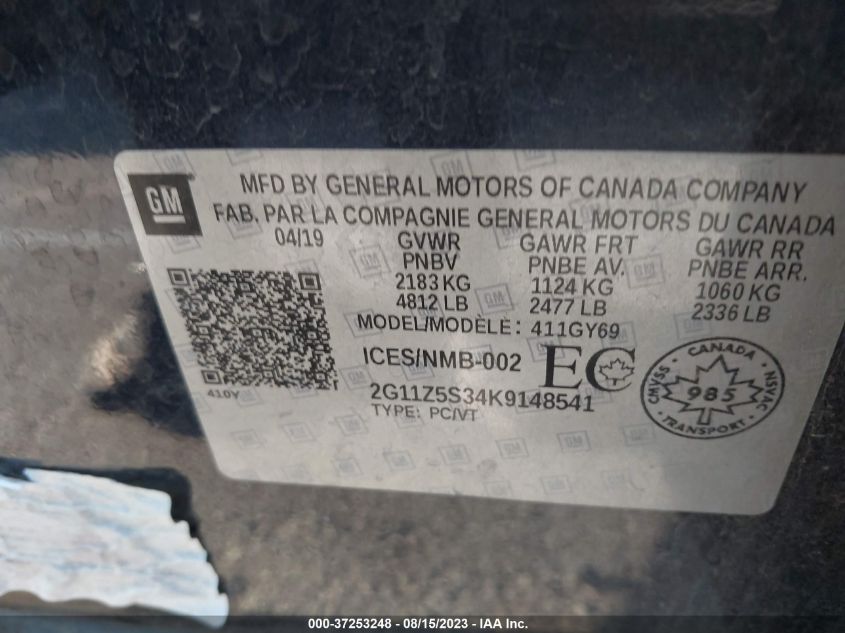 GM
MFD BY GENERAL MOTORS OF CANADA COMPANY
FAB. PAR LA COMPAGNIE GENERAL MOTORS DU CANADA
04/19 GVWR GAWR FRT GAWR RR
PNBV PNBE AV. PNBE ARR.
2183 KG 1124 KG 1060 KG
4812 LB 2477 LB 2336 LB
MODEL/MODÈLE: 411GY69
ICES/NMB-002 EC
410Y
2G11Z5S34K9148541
TYPE: PC/VT
CANADA
CMVSS 985 NSVAC
TRANSPORT
000-37253248 - 08/15/2023 - IAA Inc.